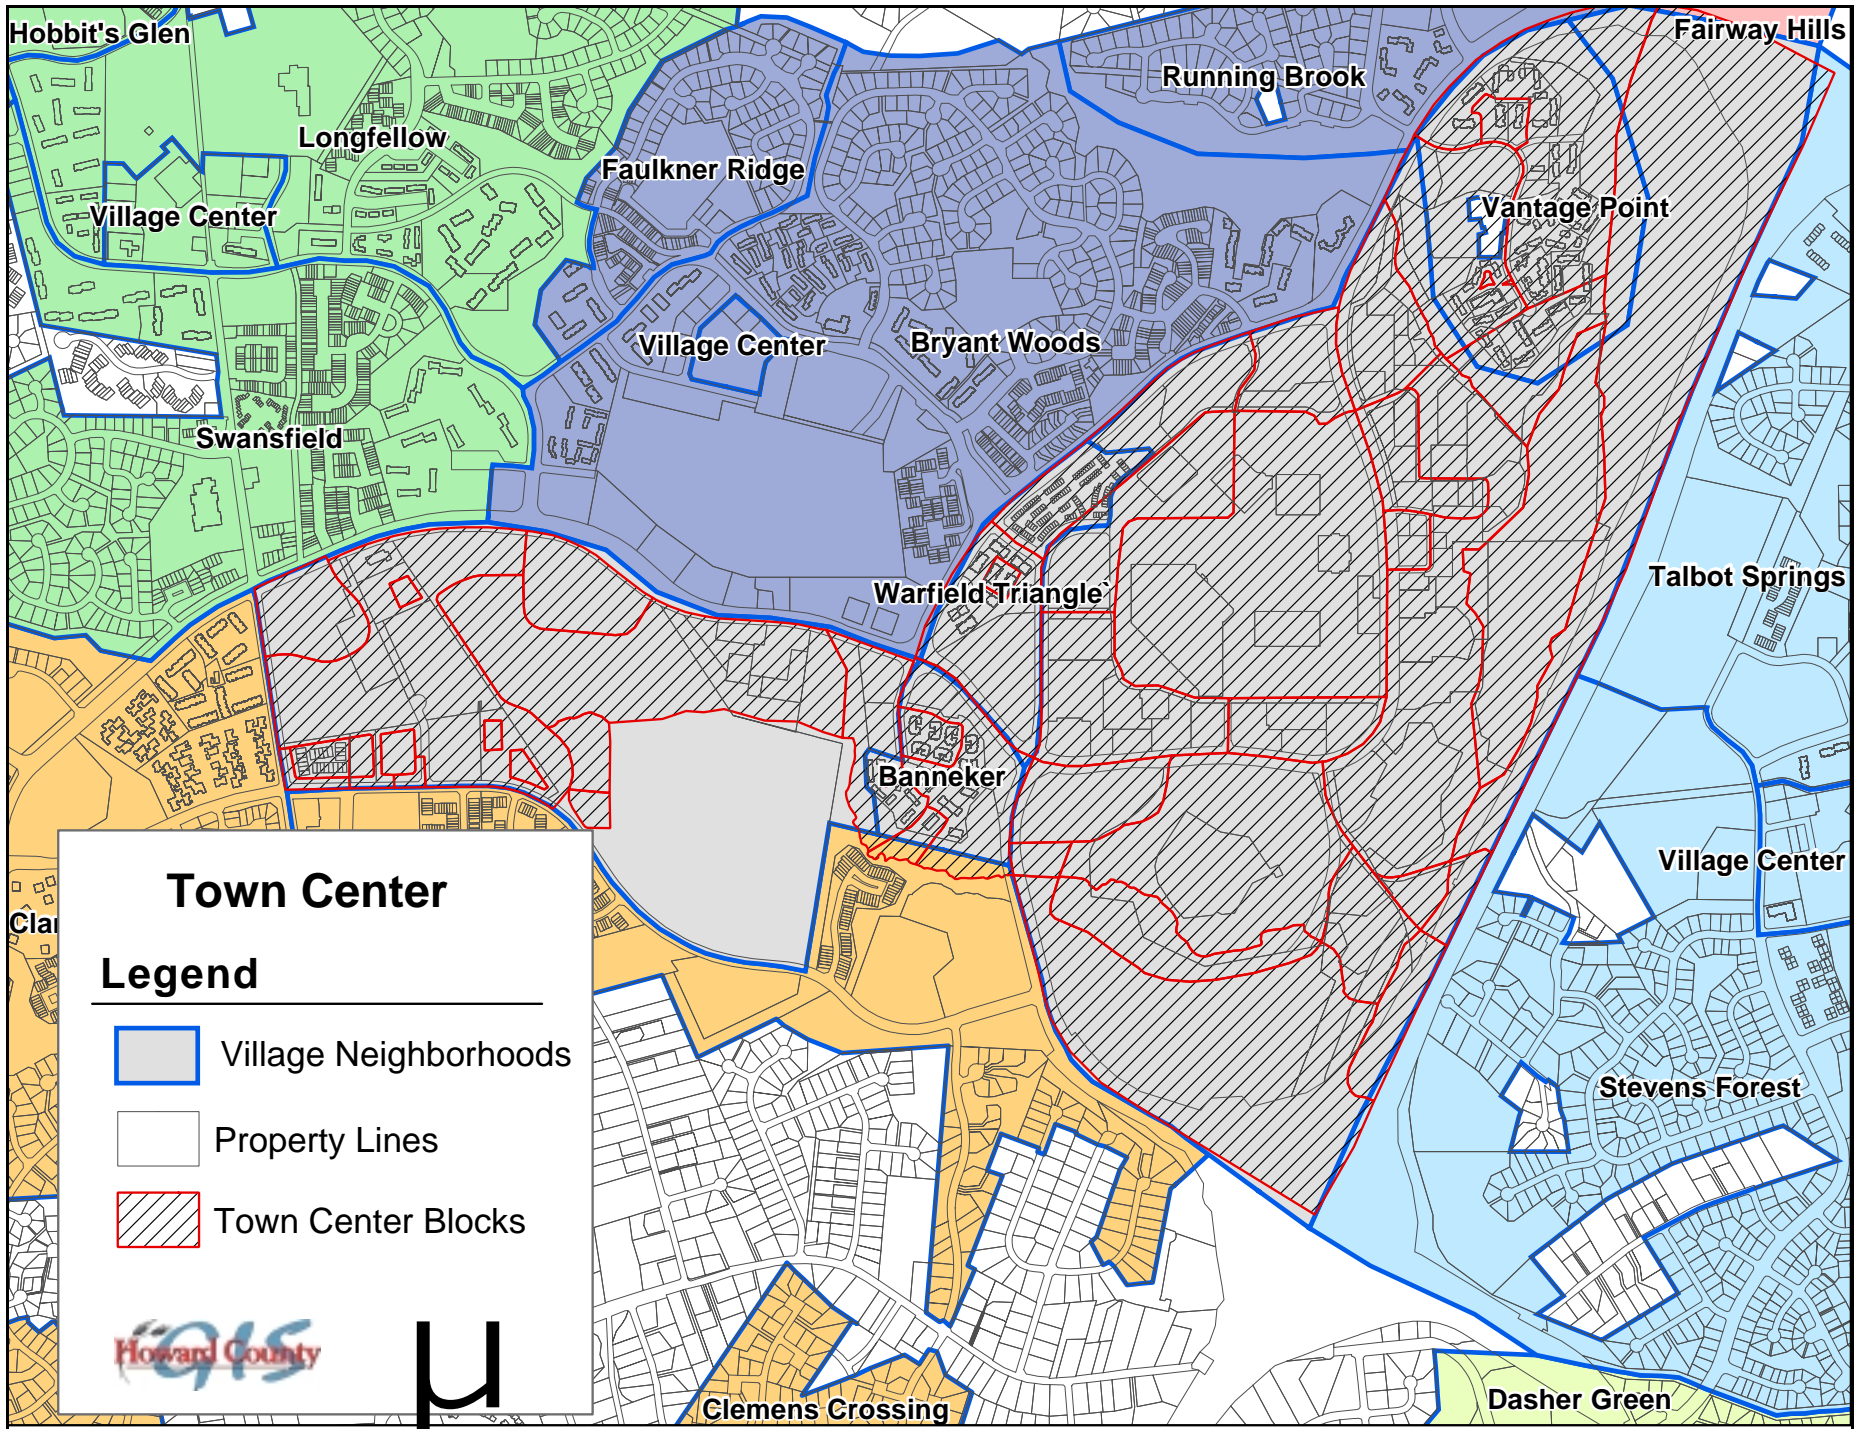 Hobbit's Glen
Fairway Hills
Running Brook
Longfellow
Faulkner Ridge
Village Center
Vantage Point
Village Center
Bryant Woods
Swansfield
Warfield Triangle`
Talbot Springs
Banneker
Village Center
Clar
Town Center
Legend
Village Neighborhoods
Property Lines
Town Center Blocks
Howard County
GIS
µ
Stevens Forest
Clemens Crossing
Dasher Green